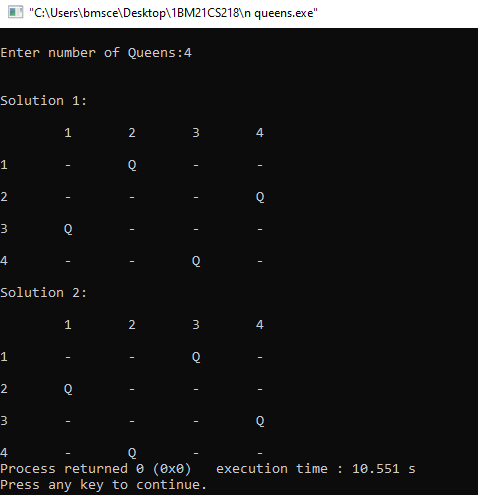 "C:\Users\bmsce\Desktop\1BM21CS218\n queens.exe"
Enter number of Queens:4
Solution 1:
1 2 3 4
1 - Q - -
2 - - - Q
3 Q - - -
4 - - Q -
Solution 2:
1 2 3 4
1 - - Q -
2 Q - - -
3 - - - Q
4 - Q - -
Process returned 0 (0x0)   execution time : 10.551 s
Press any key to continue.